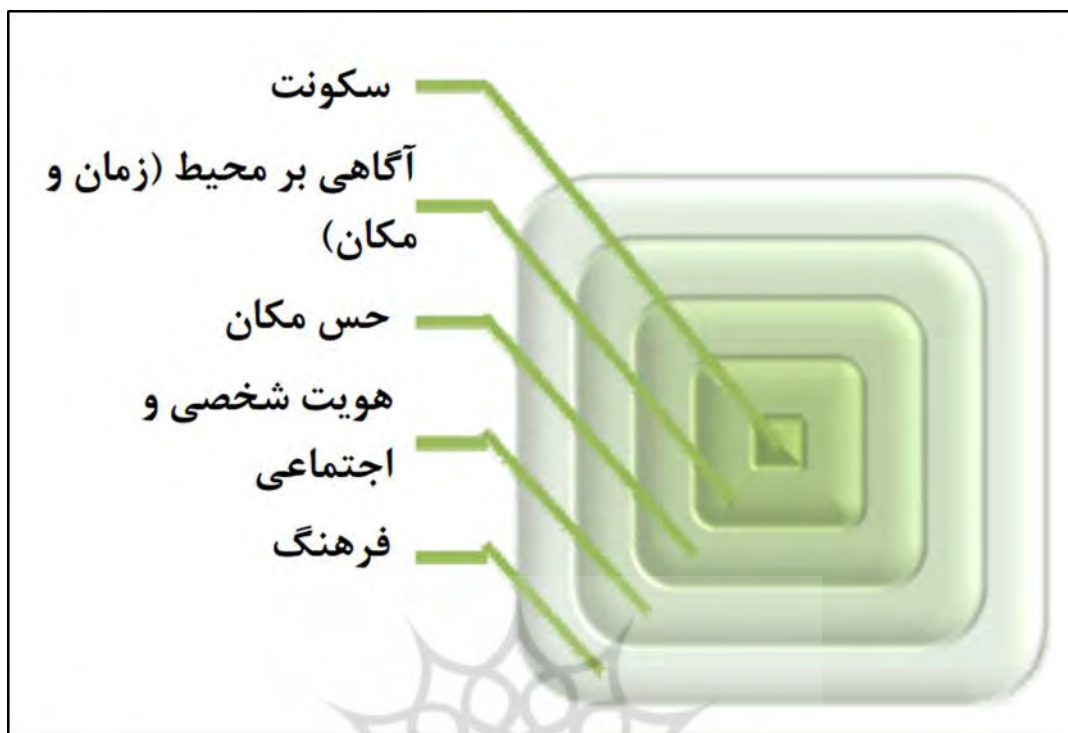 سکونت
آگاهی بر محیط (زمان و
مکان)
حس مکان
هویت شخصی و
اجتماعی
فرهنگ